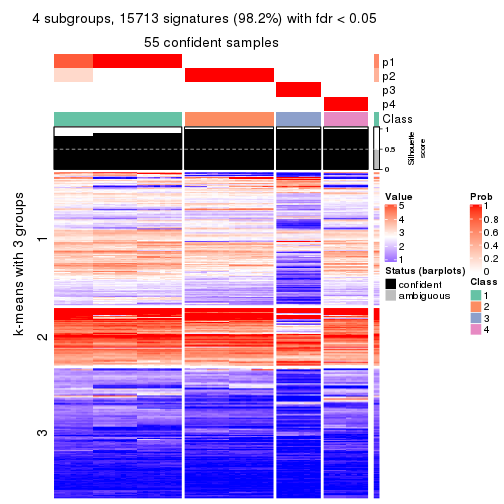 4 subgroups, 15713 signatures (98.2%) with fdr < 0.05
55 confident samples
p1
p2
p3
p4
Class
1
0.5
0
Silhouette
score
k-means with 3 groups
1
2
3
Value
5
4
3
2
1
Prob
1
0.8
0.6
0.4
0.2
0
Status (barplots)
confident
ambiguous
Class
1
2
3
4